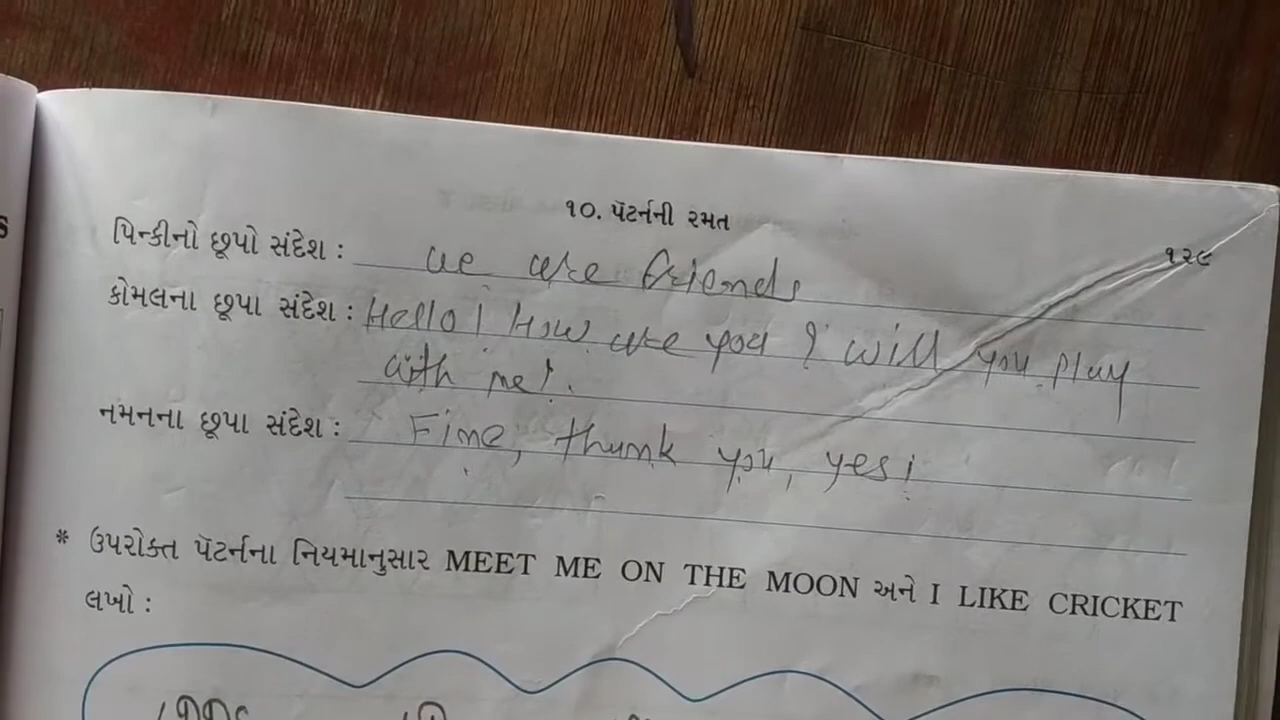 ૧૦. પૅટર્નની રમત
૧૨૯
પિન્કીનો છૂપો સંદેશ : we are friends
કોમલના છૂપા સંદેશ : Hello! How are you ? will you play
with me!.
નમનના છૂપા સંદેશ : Fine, thank you, yes!
* ઉપરોક્ત પૅટર્નના નિયમાનુસાર MEET ME ON THE MOON અને I LIKE CRICKET
લખો :